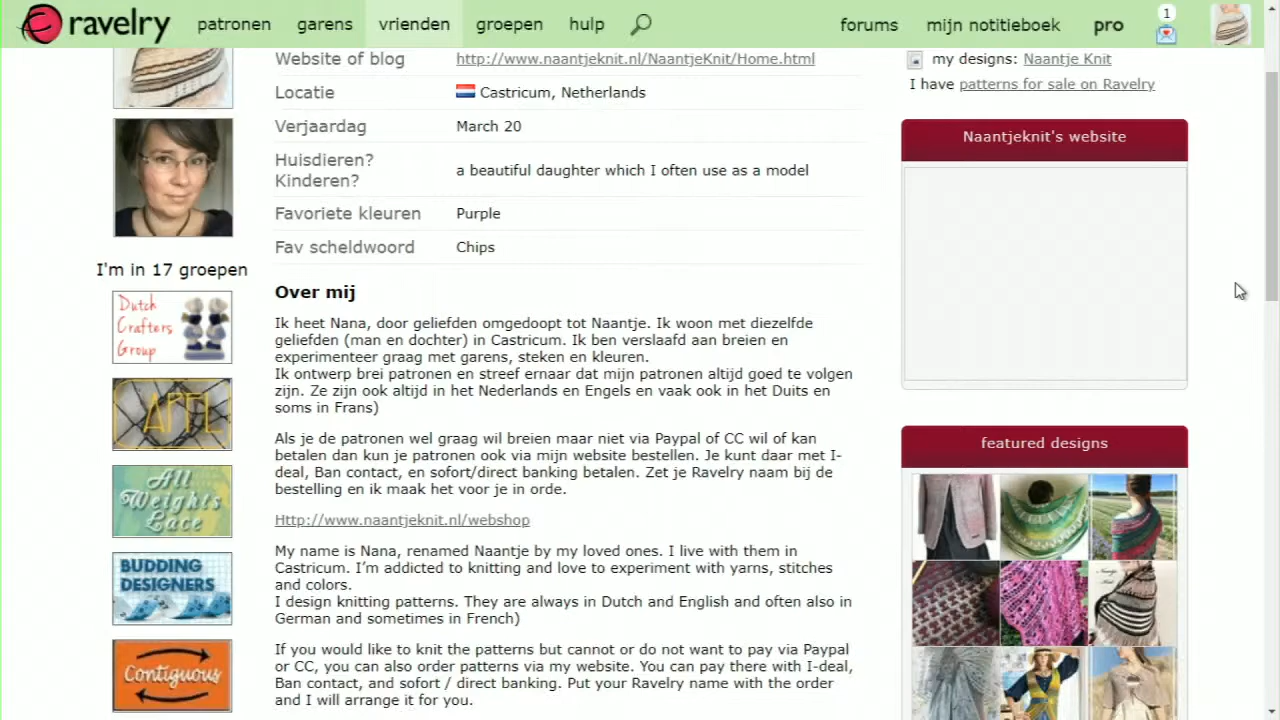 ravelry patronen garens vrienden groepen hulp forums mijn notitieboek pro 1
Website of blog http://www.naantjeknit.nl/NaantjeKnit/Home.html
Locatie Castricum, Netherlands
Verjaardag March 20
Huisdieren?
Kinderen? a beautiful daughter which I often use as a model
Favoriete kleuren Purple
Fav scheldwoord Chips
I'm in 17 groepen
Dutch
Crafters
Group
All
Weights
Lace
BUDDING
DESIGNERS
Contiguous
Over mij
Ik heet Nana, door geliefden omgedoopt tot Naantje. Ik woon met diezelfde
geliefden (man en dochter) in Castricum. Ik ben verslaafd aan breien en
experimenteer graag met garens, steken en kleuren.
Ik ontwerp brei patronen en streef ernaar dat mijn patronen altijd goed te volgen
zijn. Ze zijn ook altijd in het Nederlands en Engels en vaak ook in het Duits en
soms in Frans)
Als je de patronen wel graag wil breien maar niet via Paypal of CC wil of kan
betalen dan kun je patronen ook via mijn website bestellen. Je kunt daar met I-
deal, Ban contact, en sofort/direct banking betalen. Zet je Ravelry naam bij de
bestelling en ik maak het voor je in orde.
Http://www.naantjeknit.nl/webshop
My name is Nana, renamed Naantje by my loved ones. I live with them in
Castricum. I’m addicted to knitting and love to experiment with yarns, stitches
and colors.
I design knitting patterns. They are always in Dutch and English and often also in
German and sometimes in French)
If you would like to knit the patterns but cannot or do not want to pay via Paypal
or CC, you can also order patterns via my website. You can pay there with I-deal,
Ban contact, and sofort / direct banking. Put your Ravelry name with the order
and I will arrange it for you.
my designs: Naantje Knit
I have patterns for sale on Ravelry
Naantjeknit's website
featured designs